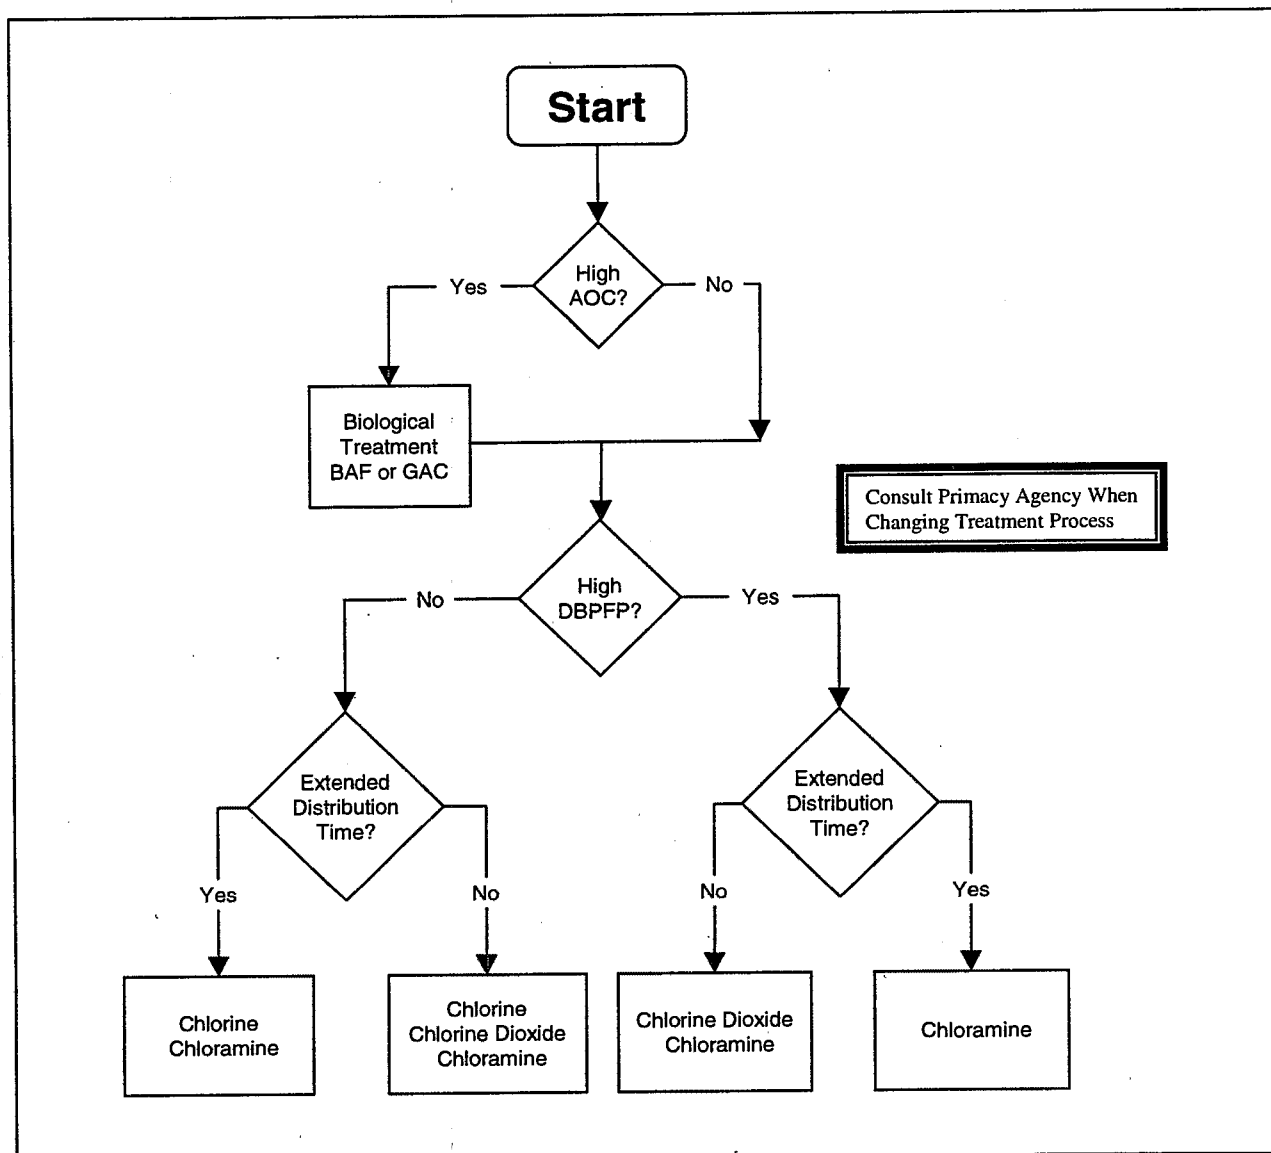 Start
High
AOC?
Yes
No
Biological
Treatment
BAF or GAC
Consult Primacy Agency When
Changing Treatment Process
High
DBPFP?
No
Yes
Extended
Distribution
Time?
Extended
Distribution
Time?
Yes
No
No
Yes
Chlorine
Chloramine
Chlorine
Chlorine Dioxide
Chloramine
Chlorine Dioxide
Chloramine
Chloramine